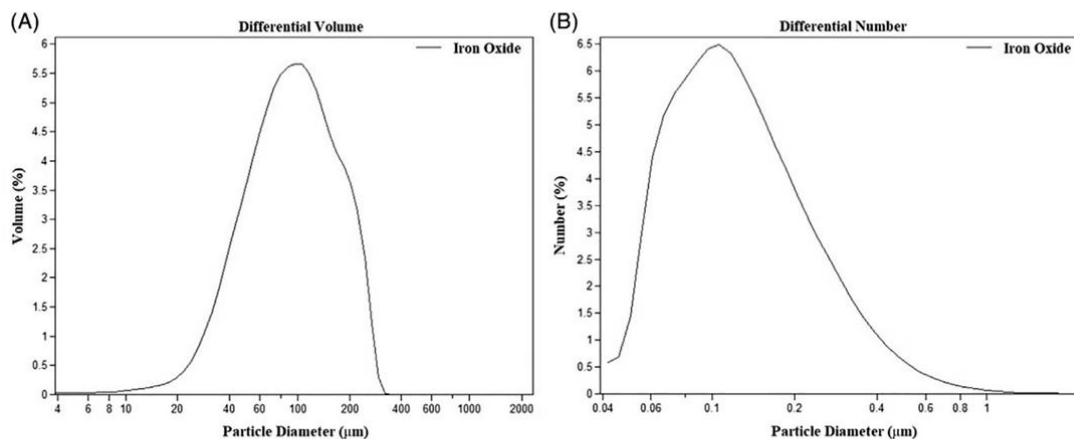 (A)
Differential Volume
6
5.5
5
4.5
4
3.5
3
2.5
2
1.5
1
0.5
0
Volume (%)
Iron Oxide
4 6 8 10 20 40 60 100 200 400 600 1000 2000
Particle Diameter (µm)
(B)
Differential Number
6.5
6
5.5
5
4.5
4
3.5
3
2.5
2
1.5
1
0.5
0
Number (%)
Iron Oxide
0.04 0.06 0.1 0.2 0.4 0.6 0.8 1
Particle Diameter (µm)